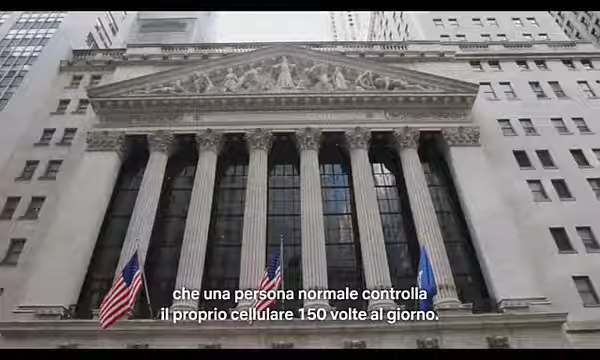 che una persona normale controlla
il proprio cellulare 150 volte al giorno.